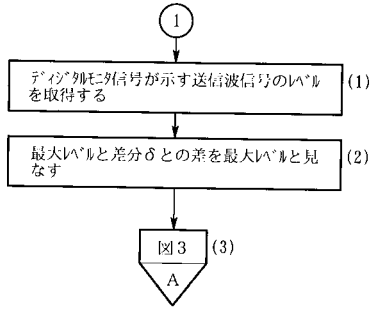 1
ﾃﾞｨｼﾞﾀﾙﾓﾆﾀ信号が示す送信波信号のﾚﾍﾞﾙ
を取得する
(1)
最大ﾚﾍﾞﾙと差分δとの差を最大ﾚﾍﾞﾙと見
なす
(2)
図3
(3)
A